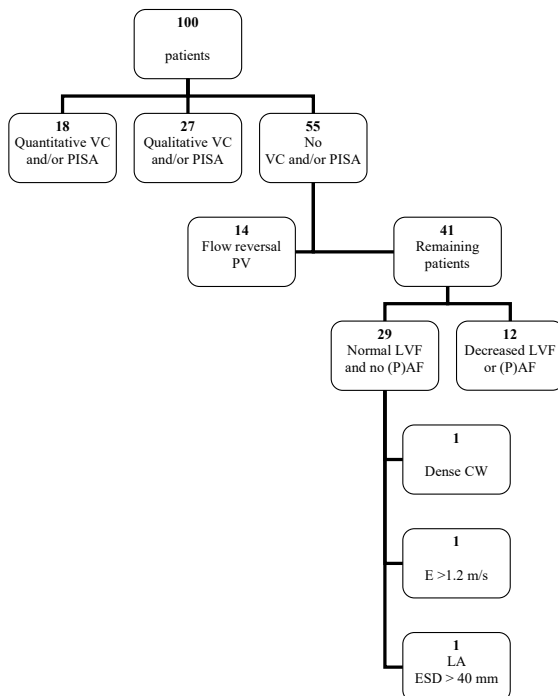 100
patients
18
Quantitative VC
and/or PISA
27
Qualitative VC
and/or PISA
55
No
VC and/or PISA
14
Flow reversal
PV
41
Remaining
patients
29
Normal LVF
and no (P)AF
12
Decreased LVF
or (P)AF
1
Dense CW
1
E >1.2 m/s
1
LA
ESD > 40 mm